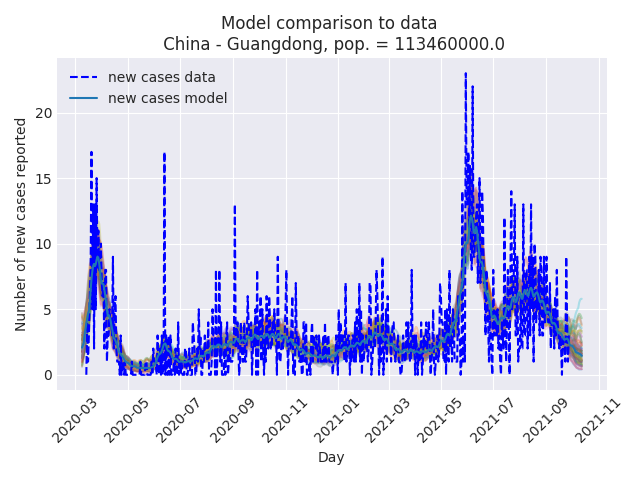 Model comparison to data
China - Guangdong, pop. = 113460000.0
new cases data
new cases model
Number of new cases reported
20
15
10
5
0
2020-03
2020-05
2020-07
2020-09
2020-11
2021-01
2021-03
2021-05
2021-07
2021-09
2021-11
Day